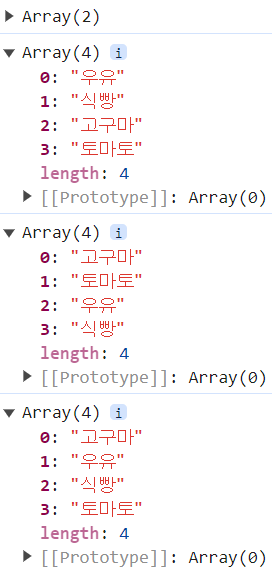 ▶ Array(2)
▼ Array(4) i
0: "우유"
1: "식빵"
2: "고구마"
3: "토마토"
length: 4
▶ [[Prototype]]: Array(0)
▼ Array(4) i
0: "고구마"
1: "토마토"
2: "우유"
3: "식빵"
length: 4
▶ [[Prototype]]: Array(0)
▼ Array(4) i
0: "고구마"
1: "우유"
2: "식빵"
3: "토마토"
length: 4
▶ [[Prototype]]: Array(0)